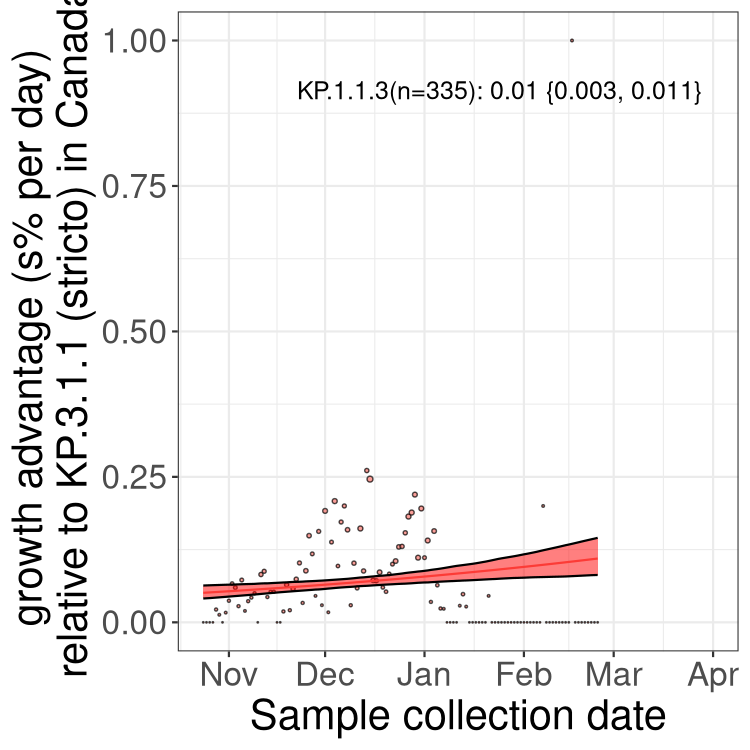 growth advantage (s% per day)
relative to KP.3.1.1 (stricto) in Canada
1.00
KP.1.1.3(n=335): 0.01 {0.003, 0.011}
0.75
0.50
0.25
0.00
Nov Dec Jan Feb Mar Apr
Sample collection date